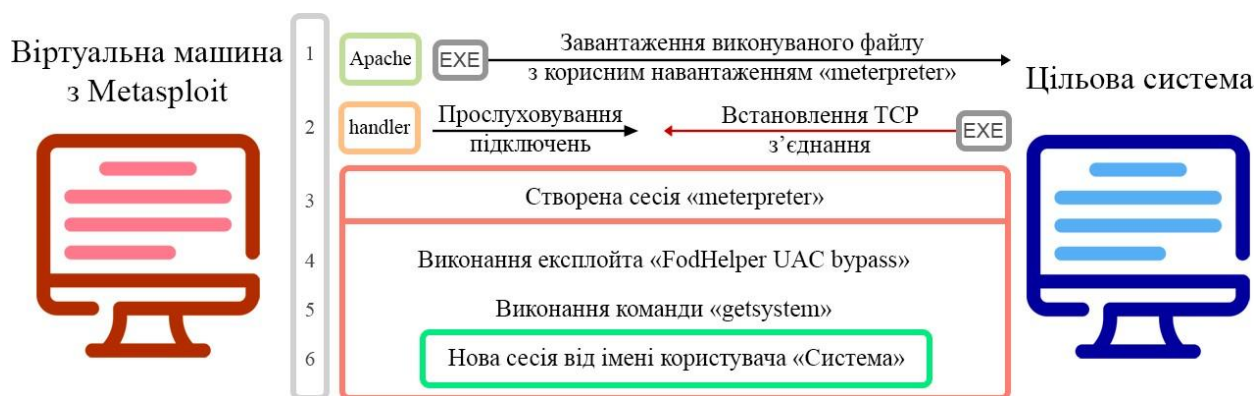 Віртуальна машина
з Metasploit
1
Apache
EXE
Завантаження виконуваного файлу
з корисним навантаженням «meterpreter»
Цільова система
2
handler
Прослуховування
підключень
Встановлення TCP
з’єднання
EXE
3
Створена сесія «meterpreter»
4
Виконання експлойта «FodHelper UAC bypass»
5
Виконання команди «getsystem»
6
Нова сесія від імені користувача «Система»